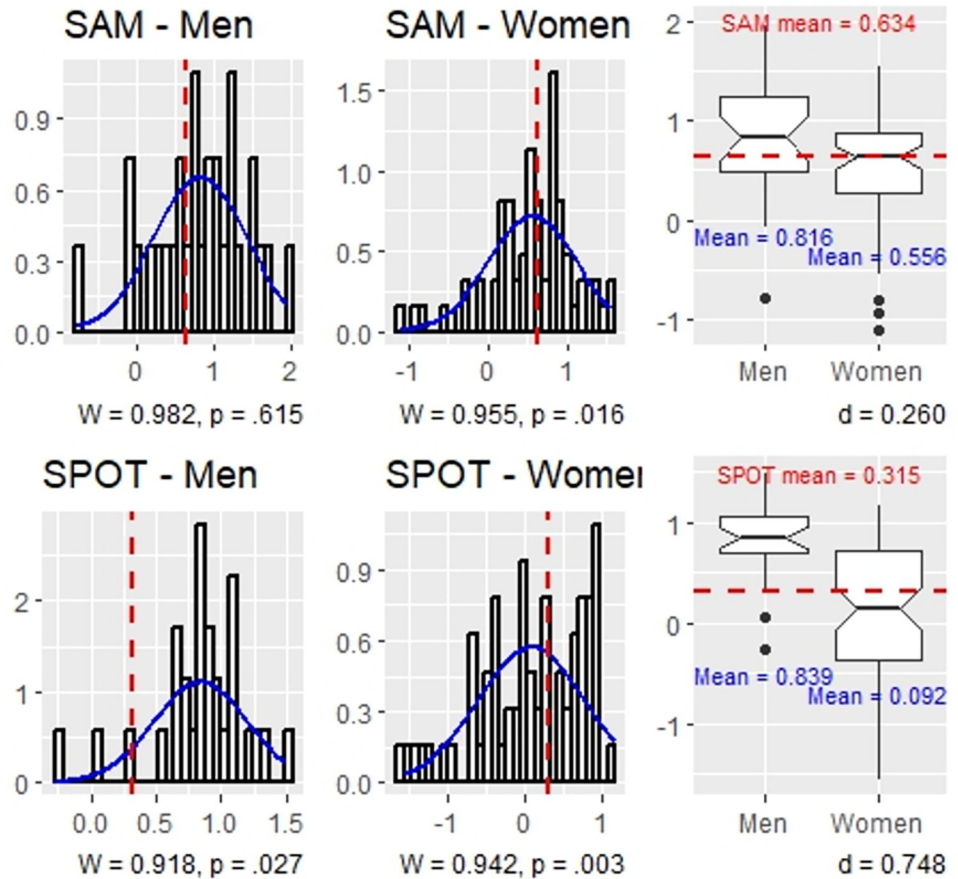 SAM - Men
0.9
0.6
0.3
0.0
0 1 2
W = 0.982, p = .615
SAM - Women
1.5
1.0
0.5
0.0
-1 0 1
W = 0.955, p = .016
2
1
0
-1
SAM mean = 0.634
Mean = 0.816
Mean = 0.556
Men Women
d = 0.260
SPOT - Men
2
1
0
0.0 0.5 1.0 1.5
W = 0.918, p = .027
SPOT - Women
0.9
0.6
0.3
0.0
-1 0 1
W = 0.942, p = .003
1
0
-1
SPOT mean = 0.315
Mean = 0.839
Mean = 0.092
Men Women
d = 0.748